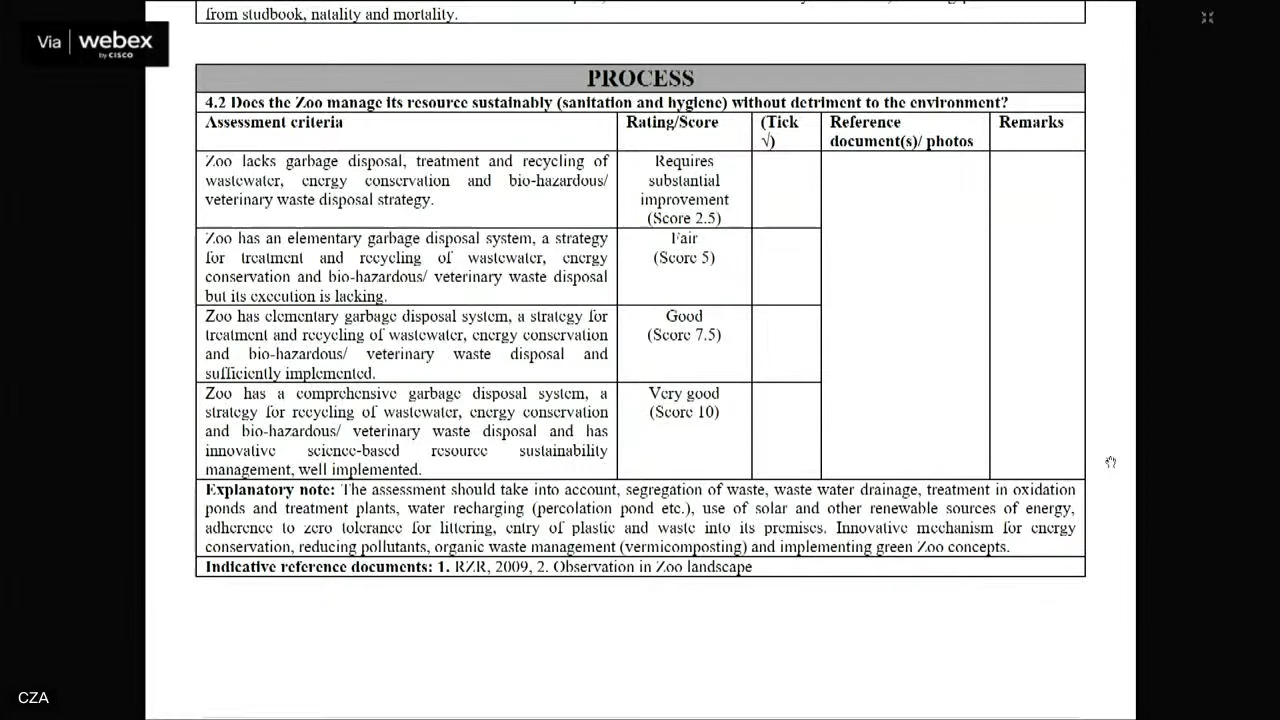 from studbook, natality and mortality.
Via webex
by CISCO
PROCESS
4.2 Does the Zoo manage its resource sustainably (sanitation and hygiene) without detriment to the environment?
Assessment criteria
Rating/Score
(Tick
√)
Reference
document(s)/ photos
Remarks
Zoo lacks garbage disposal, treatment and recycling of
wastewater, energy conservation and bio-hazardous/
veterinary waste disposal strategy.
Requires
substantial
improvement
(Score 2.5)
Zoo has an elementary garbage disposal system, a strategy
for treatment and recycling of wastewater, energy
conservation and bio-hazardous/ veterinary waste disposal
but its execution is lacking.
Fair
(Score 5)
Zoo has elementary garbage disposal system, a strategy for
treatment and recycling of wastewater, energy conservation
and bio-hazardous/ veterinary waste disposal and
sufficiently implemented.
Good
(Score 7.5)
Zoo has a comprehensive garbage disposal system, a
strategy for recycling of wastewater, energy conservation
and bio-hazardous/ veterinary waste disposal and has
innovative science-based resource sustainability
management, well implemented.
Very good
(Score 10)
Explanatory note: The assessment should take into account, segregation of waste, waste water drainage, treatment in oxidation
ponds and treatment plants, water recharging (percolation pond etc.), use of solar and other renewable sources of energy,
adherence to zero tolerance for littering, entry of plastic and waste into its premises. Innovative mechanism for energy
conservation, reducing pollutants, organic waste management (vermicomposting) and implementing green Zoo concepts.
Indicative reference documents: 1. RZR, 2009, 2. Observation in Zoo landscape
CZA